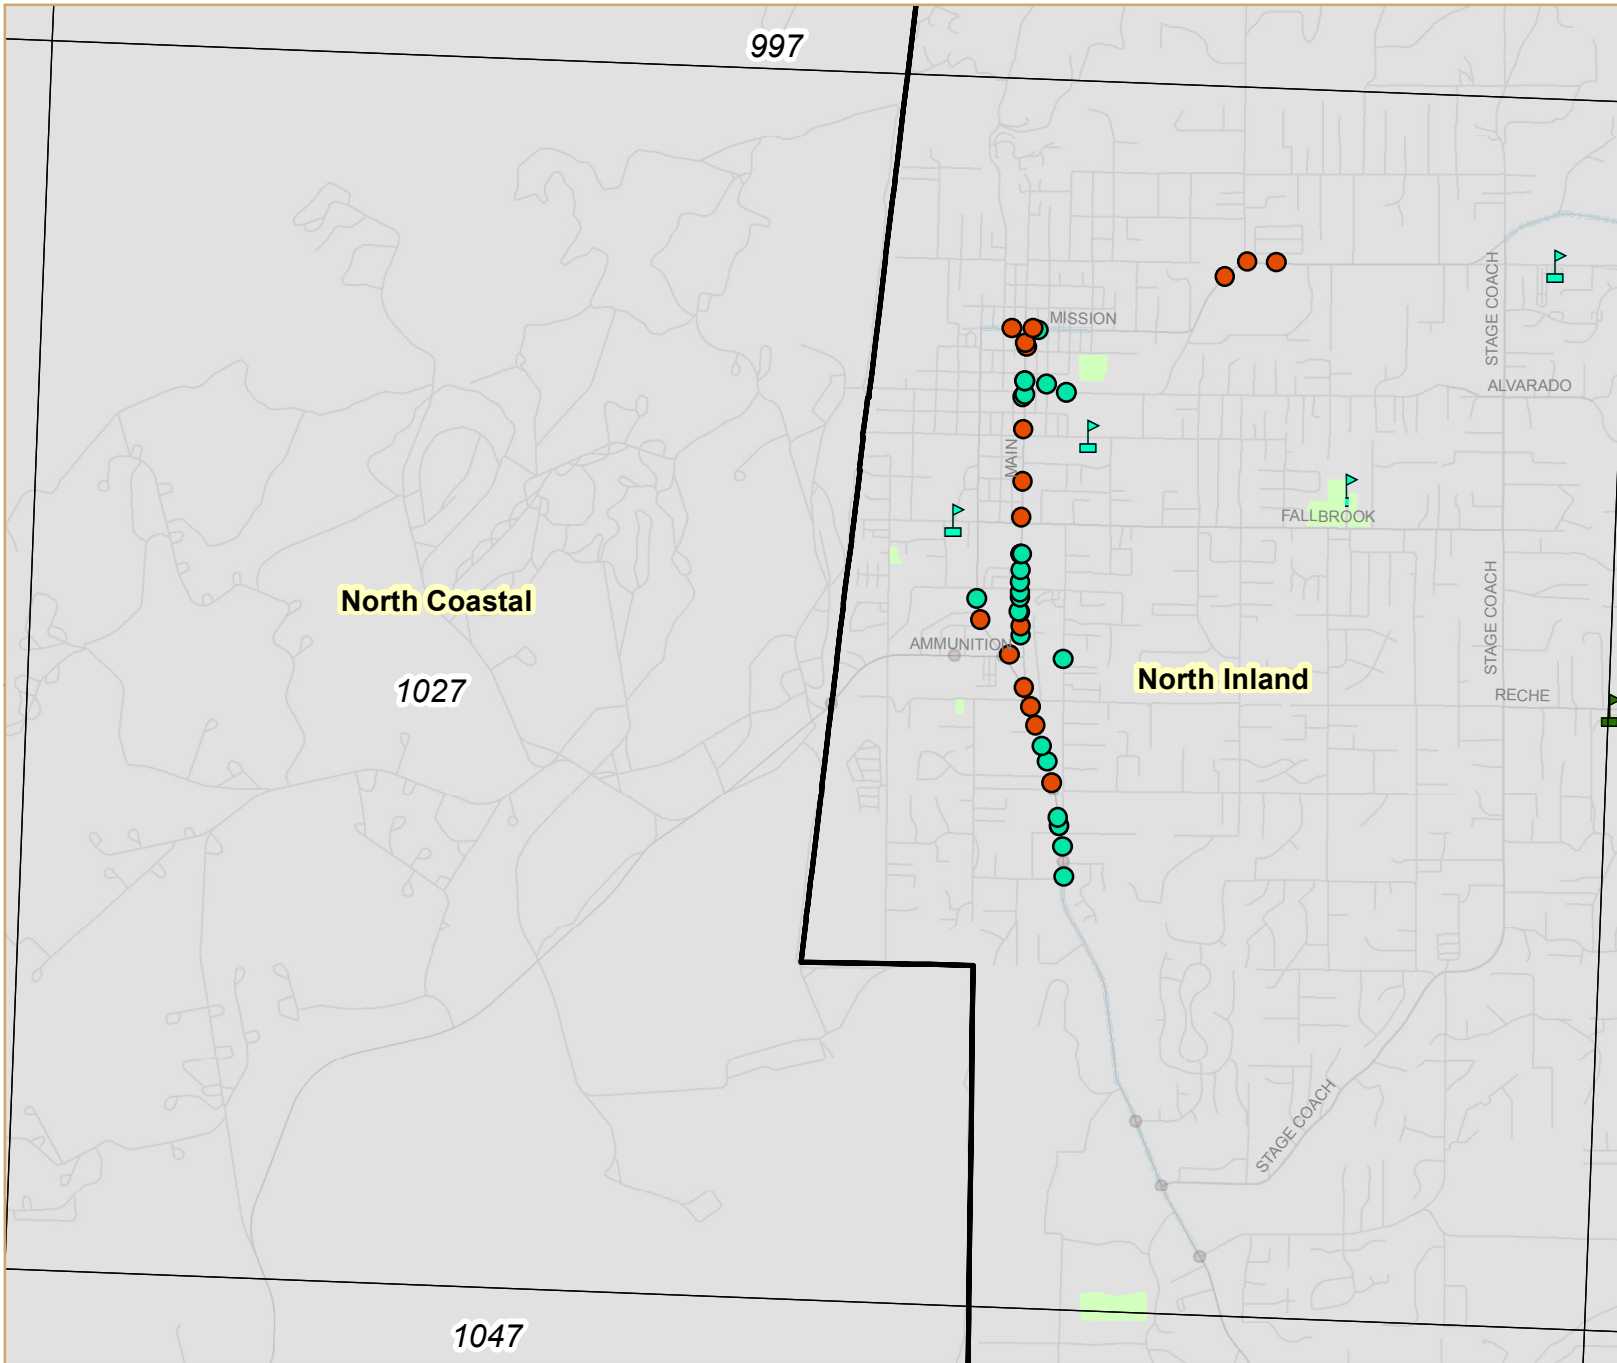 997
MISSION
STAGE COACH
ALVARADO
MAIN
FALLBROOK
North Coastal
AMMUNITION
STAGE COACH
North Inland
1027
RECHE
STAGE COACH
1047